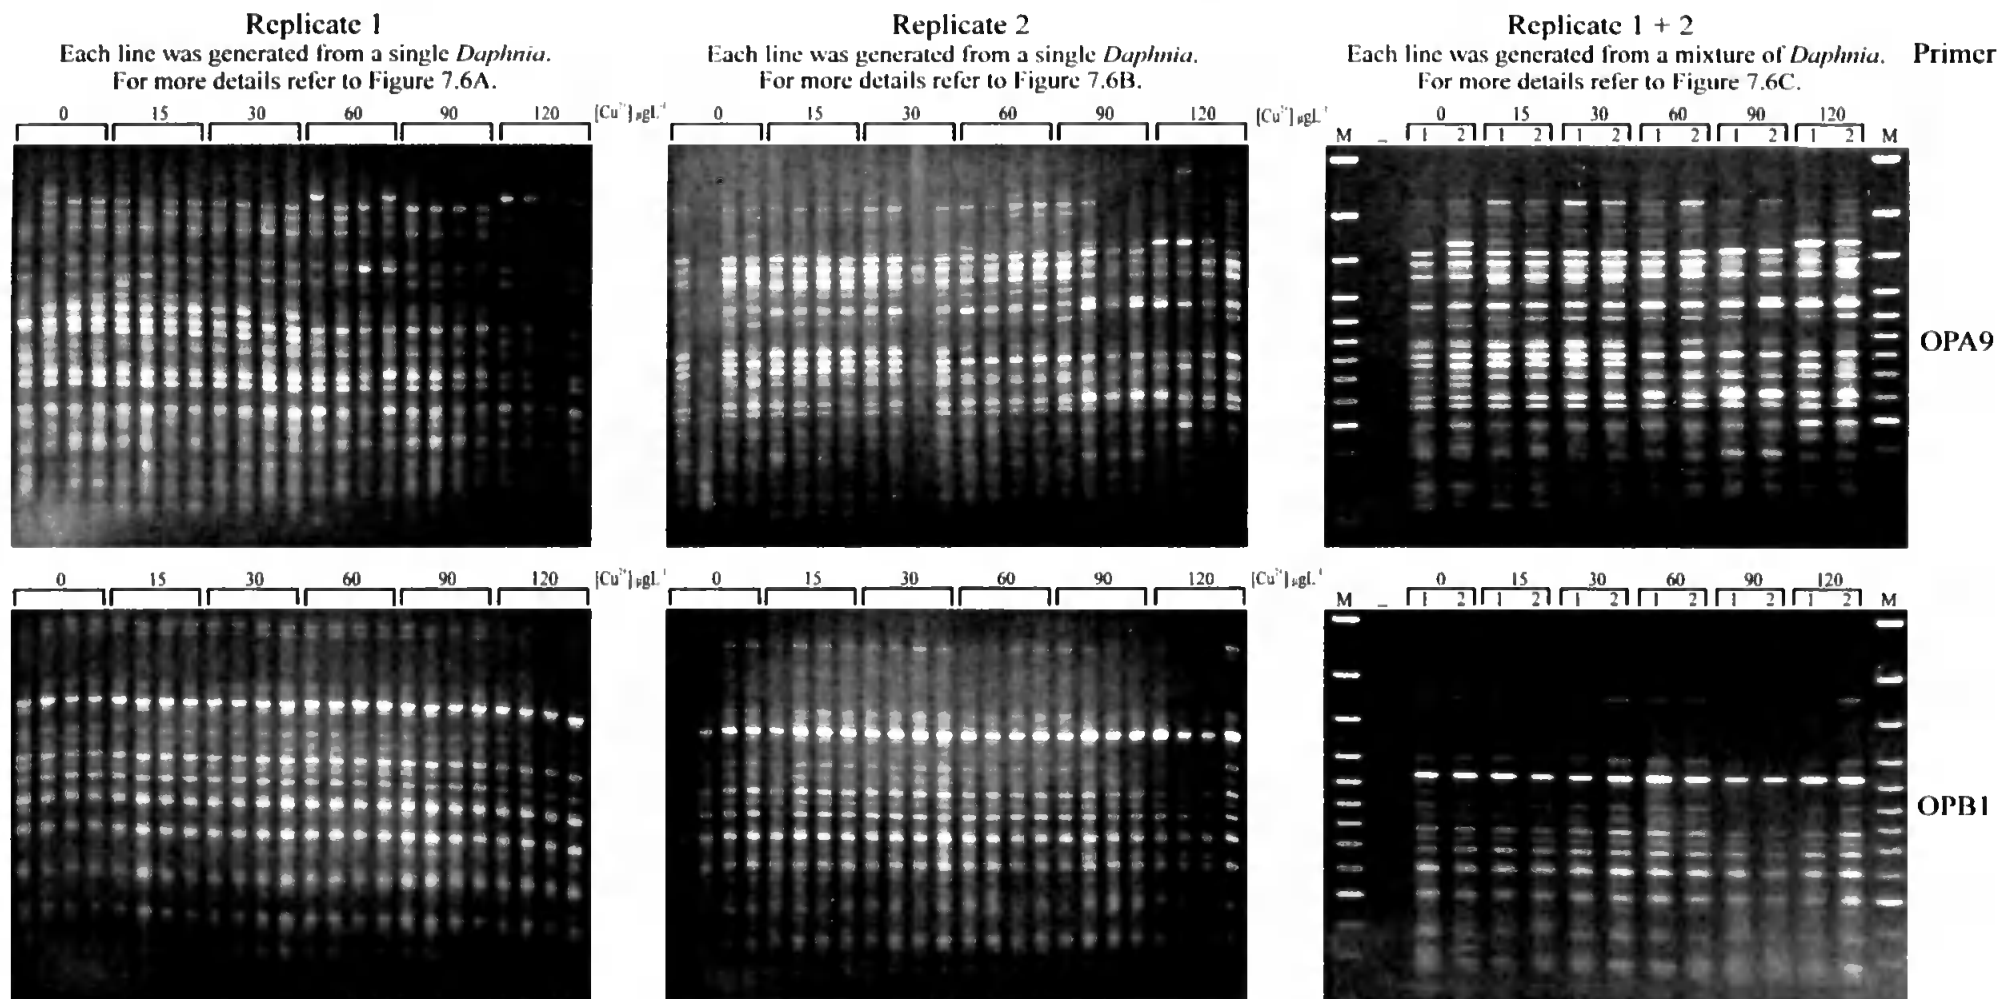 Replicate 1
Each line was generated from a single Daphnia.
For more details refer to Figure 7.6A.
Replicate 2
Each line was generated from a single Daphnia.
For more details refer to Figure 7.6B.
Replicate 1 + 2
Each line was generated from a mixture of Daphnia.
For more details refer to Figure 7.6C.
Primer
0 15 30 60 90 120 [Cu²⁺] µgL⁻¹
0 15 30 60 90 120 [Cu²⁺] µgL⁻¹
0 15 30 60 90 120
M – 1 2 1 2 1 2 1 2 1 2 1 2 M
OPA9
0 15 30 60 90 120 [Cu²⁺] µgL⁻¹
0 15 30 60 90 120 [Cu²⁺] µgL⁻¹
0 15 30 60 90 120
M – 1 2 1 2 1 2 1 2 1 2 1 2 M
OPB1